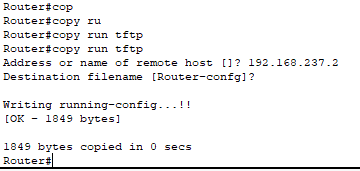 Router#cop
Router#copy ru
Router#copy run tftp
Router#copy run tftp
Address or name of remote host []? 192.168.237.2
Destination filename [Router-confg]?
Writing running-config...!!
[OK - 1849 bytes]
1849 bytes copied in 0 secs
Router#